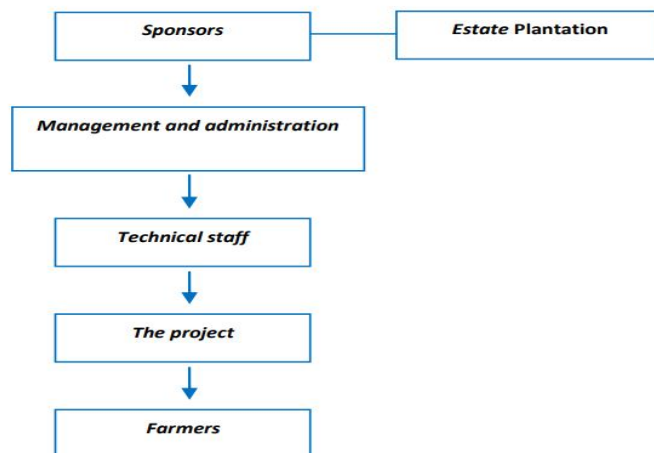 Sponsors
Estate Plantation
Management and administration
Technical staff
The project
Farmers